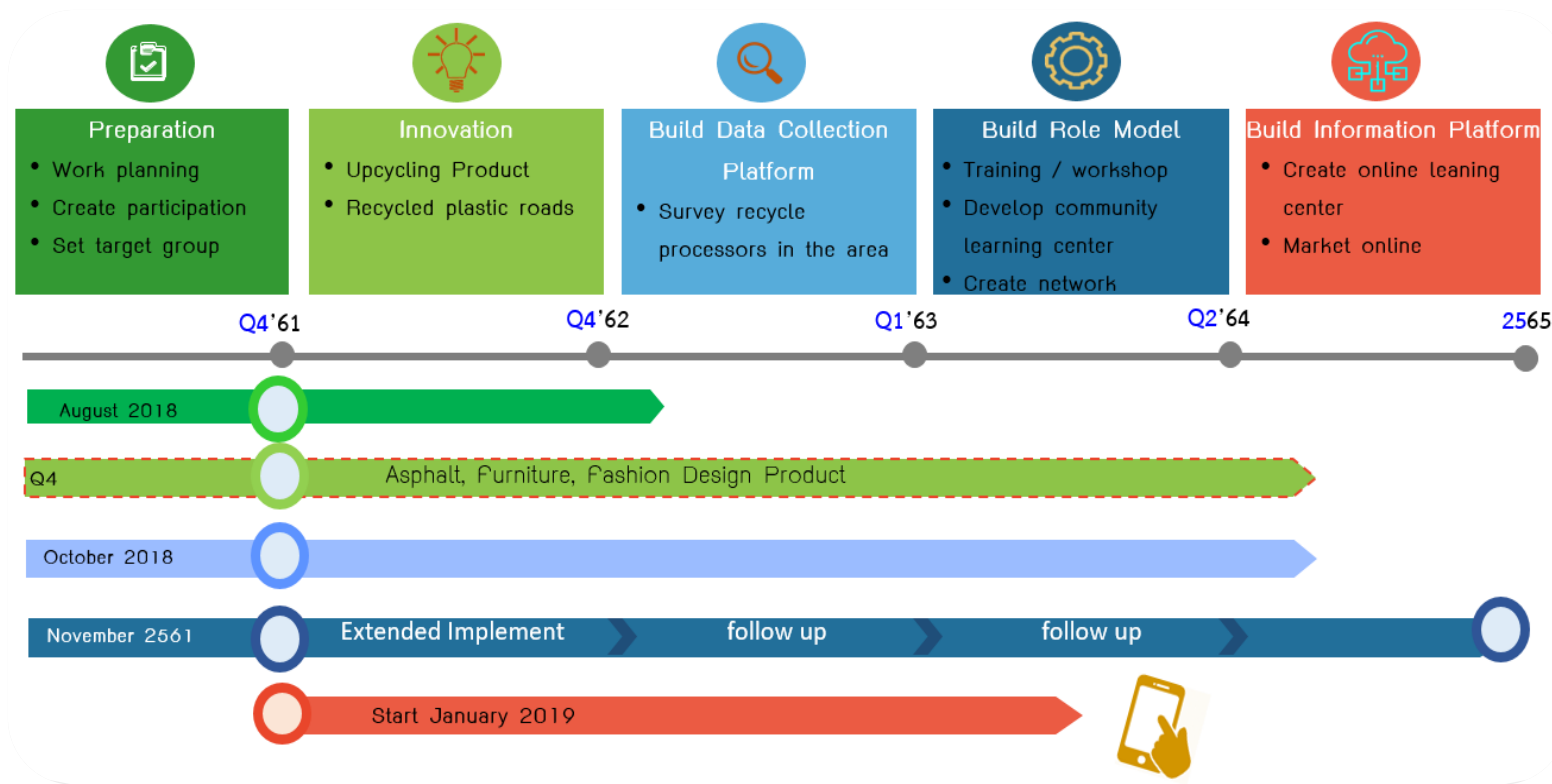 Preparation
• Work planning
• Create participation
• Set target group
Innovation
• Upcycling Product
• Recycled plastic roads
Build Data Collection
Platform
• Survey recycle
processors in the area
Build Role Model
• Training / workshop
• Develop community
learning center
• Create network
Build Information Platform
• Create online leaning
center
• Market online
Q4'61
Q4'62
Q1'63
Q2'64
2565
August 2018
Q4
Asphalt, Furniture, Fashion Design Product
October 2018
November 2561
Extended Implement
follow up
follow up
Start January 2019